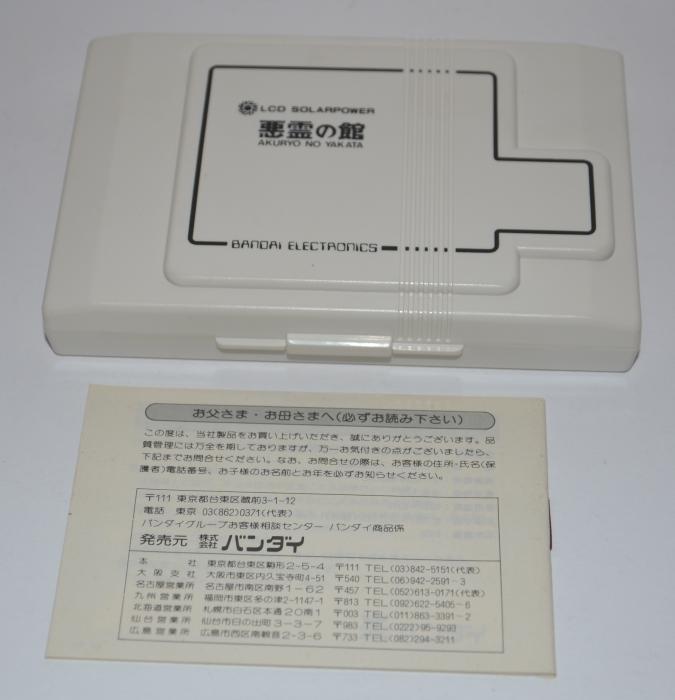 LCD SOLARPOWER
悪霊の館
AKURYO NO YAKATA
BANDAI ELECTRONICS
お父さま・お母さまへ(必ずお読み下さい)
この度は、当社製品をお買い上げいただき、誠にありがとうございます。品
質管理には万全を期しておりますが、万一お気付きの点がございましたら、
下記までお問合せください。なお、お問合せの際は、お客様の住所・氏名(保
護者)電話番号、お子様のお名前とお年を必ずお知らせください。
〒111 東京都台東区蔵前3-1-12
電話 東京 03(862)0371(代表)
バンダイグループお客様相談センター バンダイ商品係
発売元 株式会社 バンダイ
本社 東京都台東区駒形2-5-4 〒111 TEL(03)842-5151(代表)
大阪支社 大阪市東区内久宝寺町4-51 〒540 TEL(06)942-2591-3
名古屋営業所 名古屋市南区南野1-62 〒457 TEL(052)613-0171(代表)
九州営業所 福岡市東区多の津2-1147-1 〒813 TEL(092)622-5405-6
北海道営業所 札幌市白石区本通20南1 〒003 TEL(011)863-3391-2
仙台営業所 仙台市日の出町3-3-7 〒983 TEL(0222)95-9293
広島営業所 広島市西区南観音2-3-6 〒733 TEL(082)294-3211